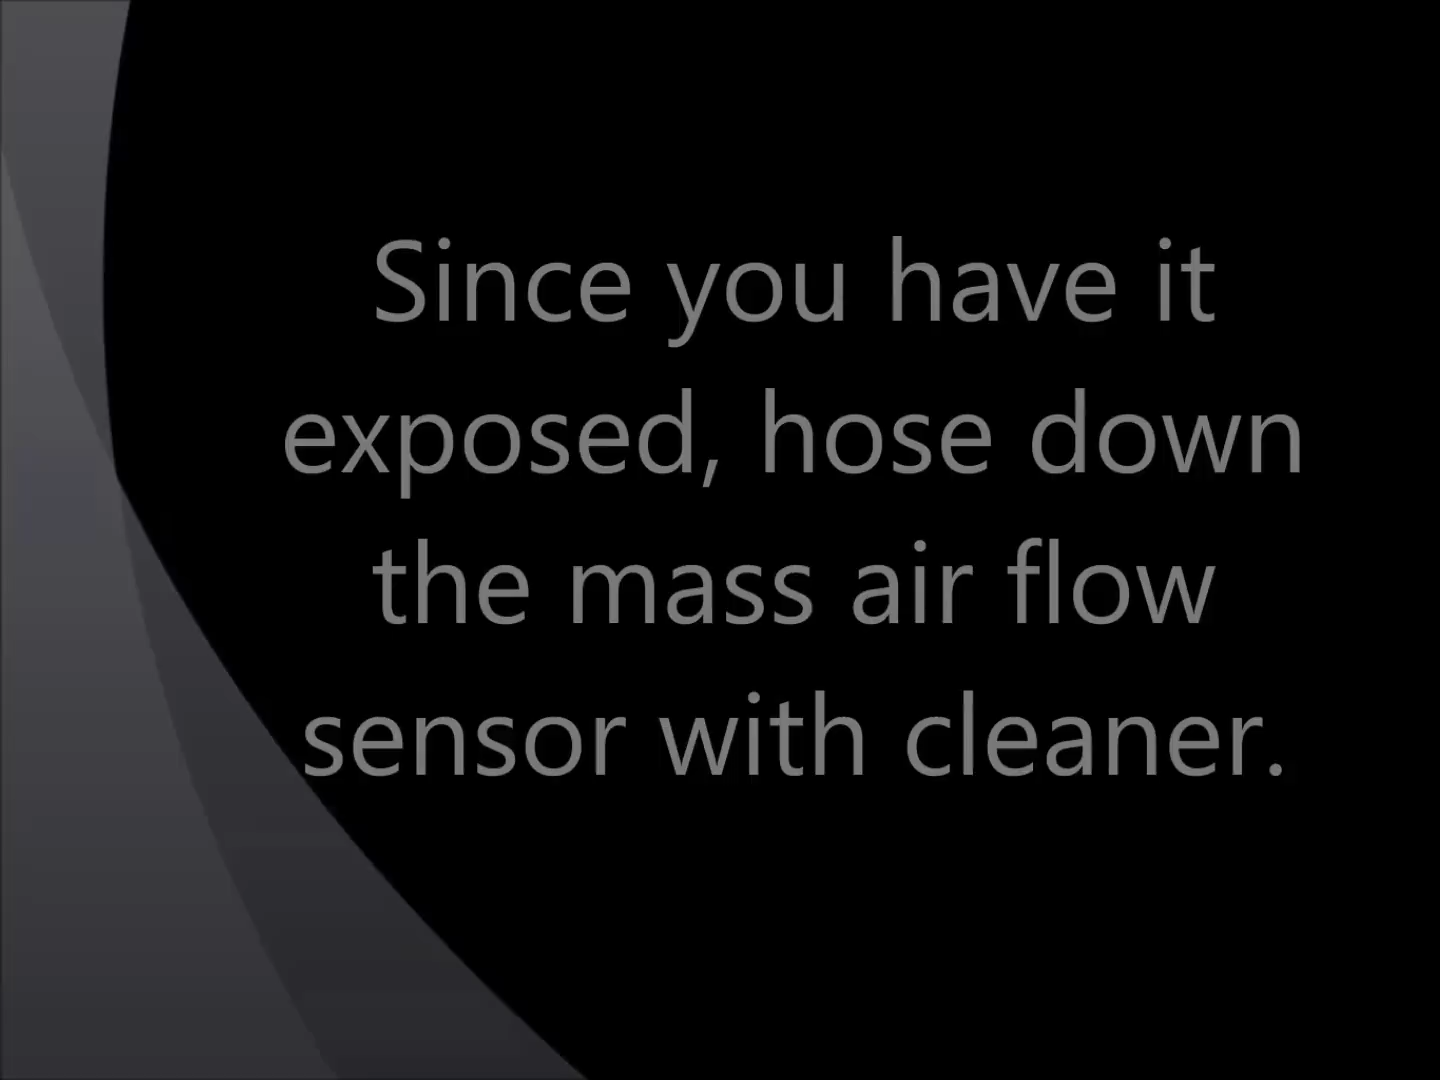 Since you have it
exposed, hose down
the mass air flow
sensor with cleaner.